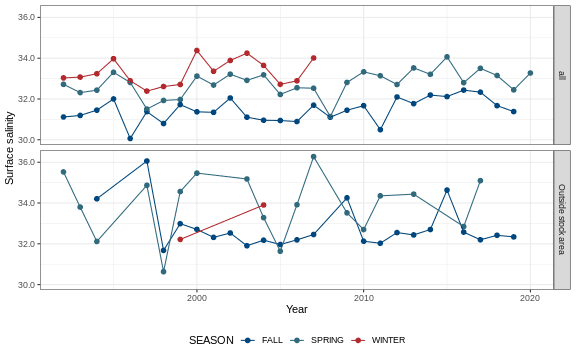 36.0
34.0
32.0
30.0
all
36.0
34.0
32.0
30.0
Outside stock area
Surface salinity
2000
2010
2020
Year
SEASON FALL SPRING WINTER